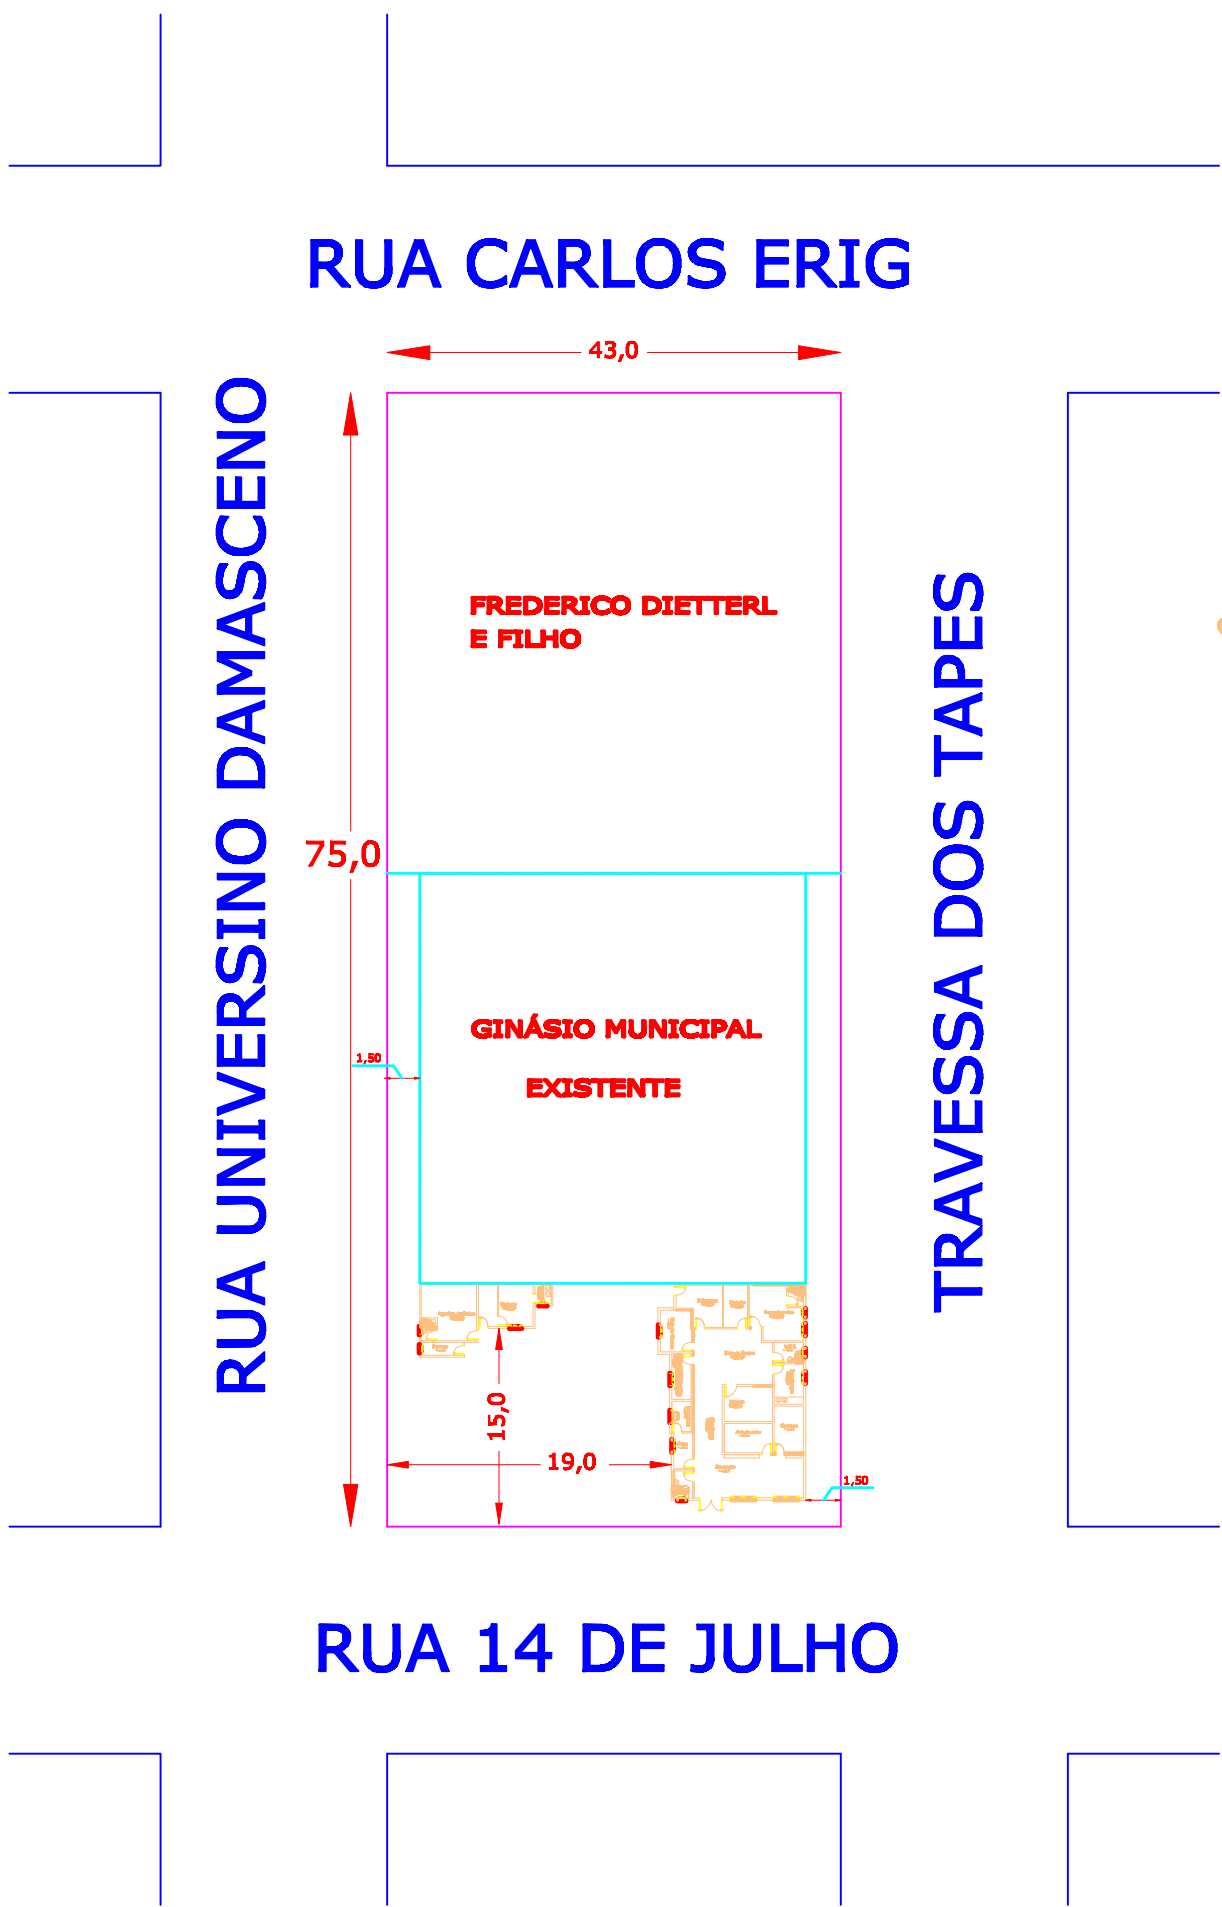 RUA CARLOS ERIG
43,0
RUA UNIVERSINO DAMASCENO
FREDERICO DIETTERL
E FILHO
TRAVESSA DOS TAPES
75,0
GINÁSIO MUNICIPAL
EXISTENTE
1,50
15,0
19,0
1,50
RUA 14 DE JULHO